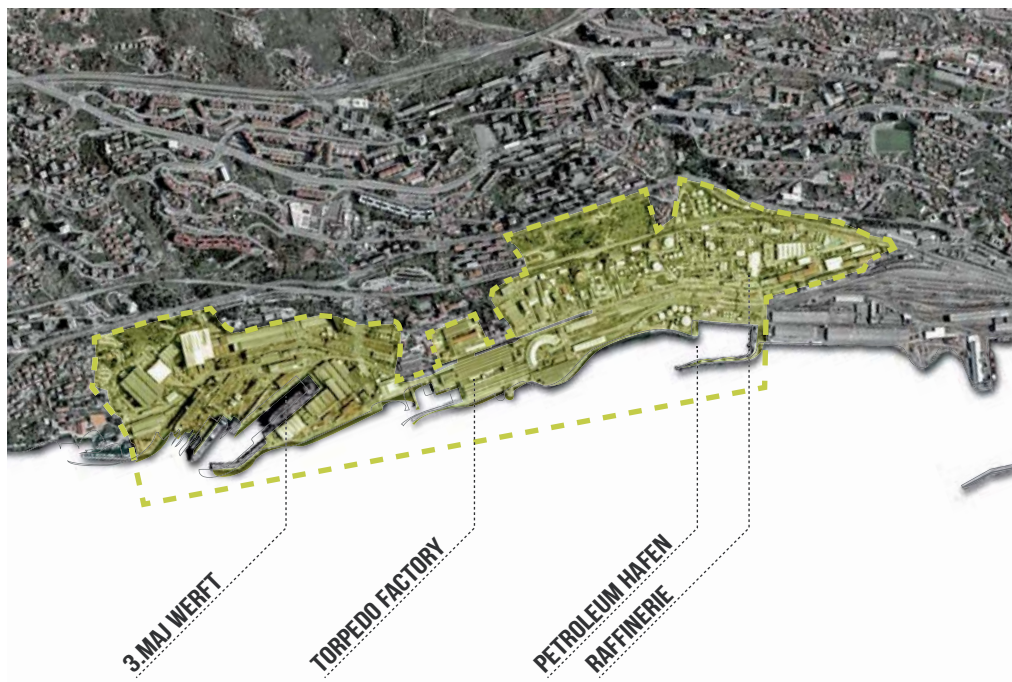 3.MAJ WERFT
TORPEDO FACTORY
PETROLEUM HAFEN
RAFFINERIE